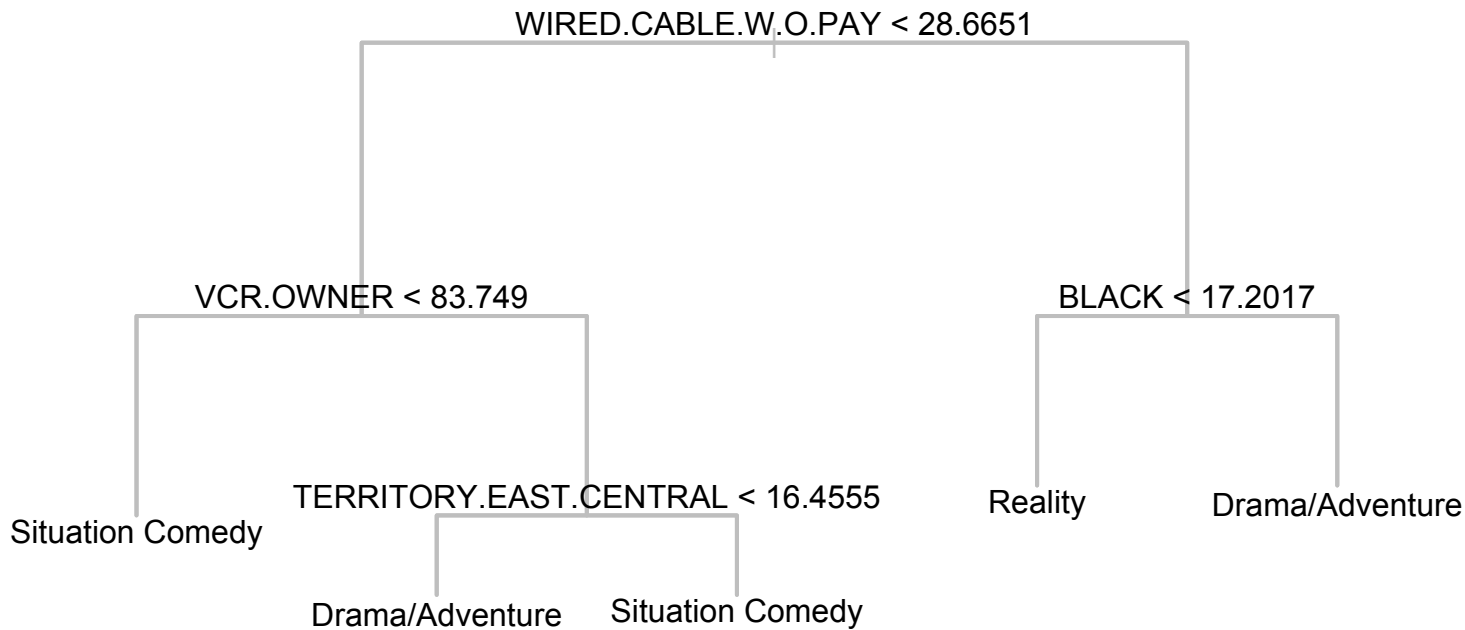 WIRED.CABLE.W.O.PAY < 28.6651
VCR.OWNER < 83.749
BLACK < 17.2017
TERRITORY.EAST.CENTRAL < 16.4555
Reality
Drama/Adventure
Situation Comedy
Drama/Adventure
Situation Comedy